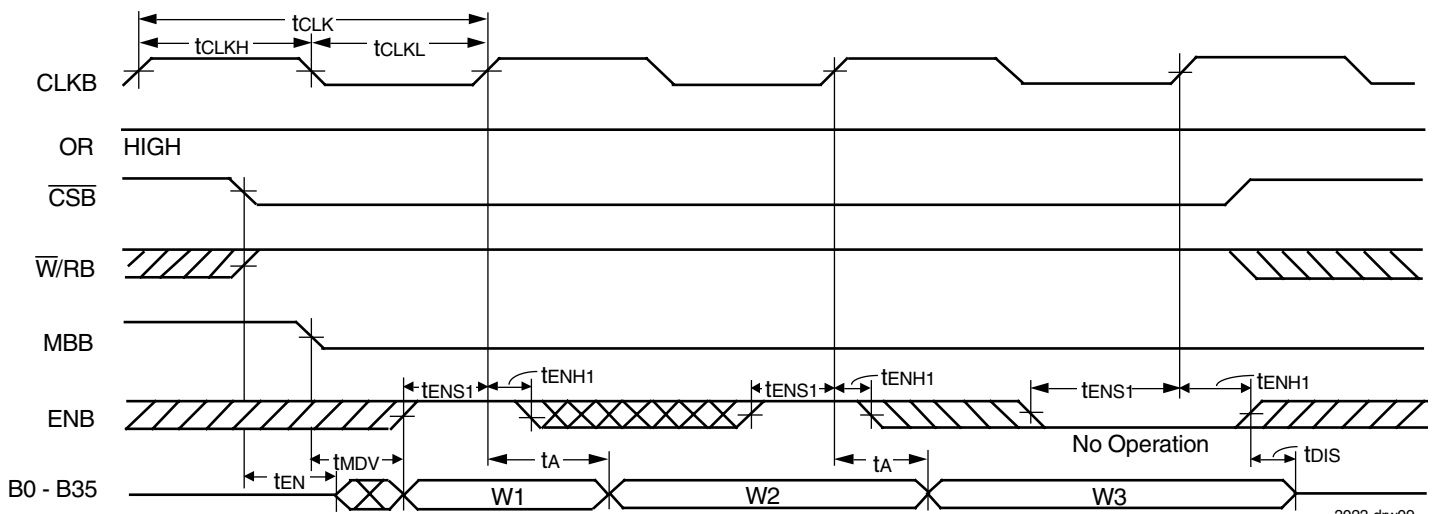 tCLK
tCLKH tCLKL
CLKB
OR HIGH
CSB
W/RB
MBB
tENS1 tENH1 tENS1 tENH1 tENS1 tENH1
ENB
No Operation
tEN tMDV tA tA tDIS
B0 - B35 W1 W2 W3